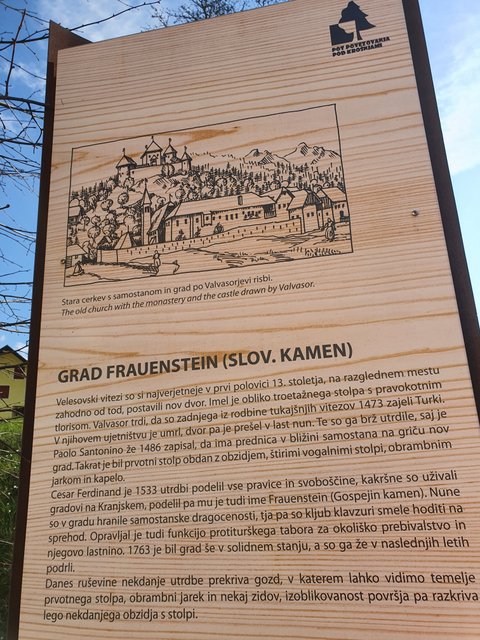 POT POVEZOVANJA
POD KROŠNJAMI
Stara cerkev s samostanom in grad po Valvasorjevi risbi.
The old church with the monastery and the castle drawn by Valvasor.
GRAD FRAUENSTEIN (SLOV. KAMEN)
Velesovski vitezi so si najverjetneje v prvi polovici 13. stoletja, na razglednem mestu
zahodno od tod, postavili nov dvor. Imel je obliko troetažnega stolpa s pravokotnim
tlorisom. Valvasor trdi, da so zadnjega iz rodbine tukajšnjih vitezov 1473 zajeli Turki.
V njihovem ujetništvu je umrl, dvor pa je prešel v last nun. Te so ga brž utrdile, saj je
Paolo Santonino že 1486 zapisal, da ima prednica v bližini samostana na griču nov
grad. Takrat je bil prvotni stolp obdan z obzidjem, štirimi vogalnimi stolpi, obrambnim
jarkom in kapelo.
Cesar Ferdinand je 1533 utrdbi podelil vse pravice in svoboščine, kakršne so uživali
gradovi na Kranjskem, podelil pa mu je tudi ime Frauenstein (Gospejin kamen). Nune
so v gradu hranile samostanske dragocenosti, tja pa so kljub klavzuri smele hoditi na
sprehod. Opravljal je tudi funkcijo protiturškega tabora za okoliško prebivalstvo in
njegovo lastnino. 1763 je bil grad še v solidnem stanju, a so ga že v naslednjih letih
podrli.
Danes ruševine nekdanje utrdbe prekriva gozd, v katerem lahko vidimo temelje
prvotnega stolpa, obrambni jarek in nekaj zidov, izoblikovanost površja pa razkriva
lego nekdanjega obzidja s stolpi.